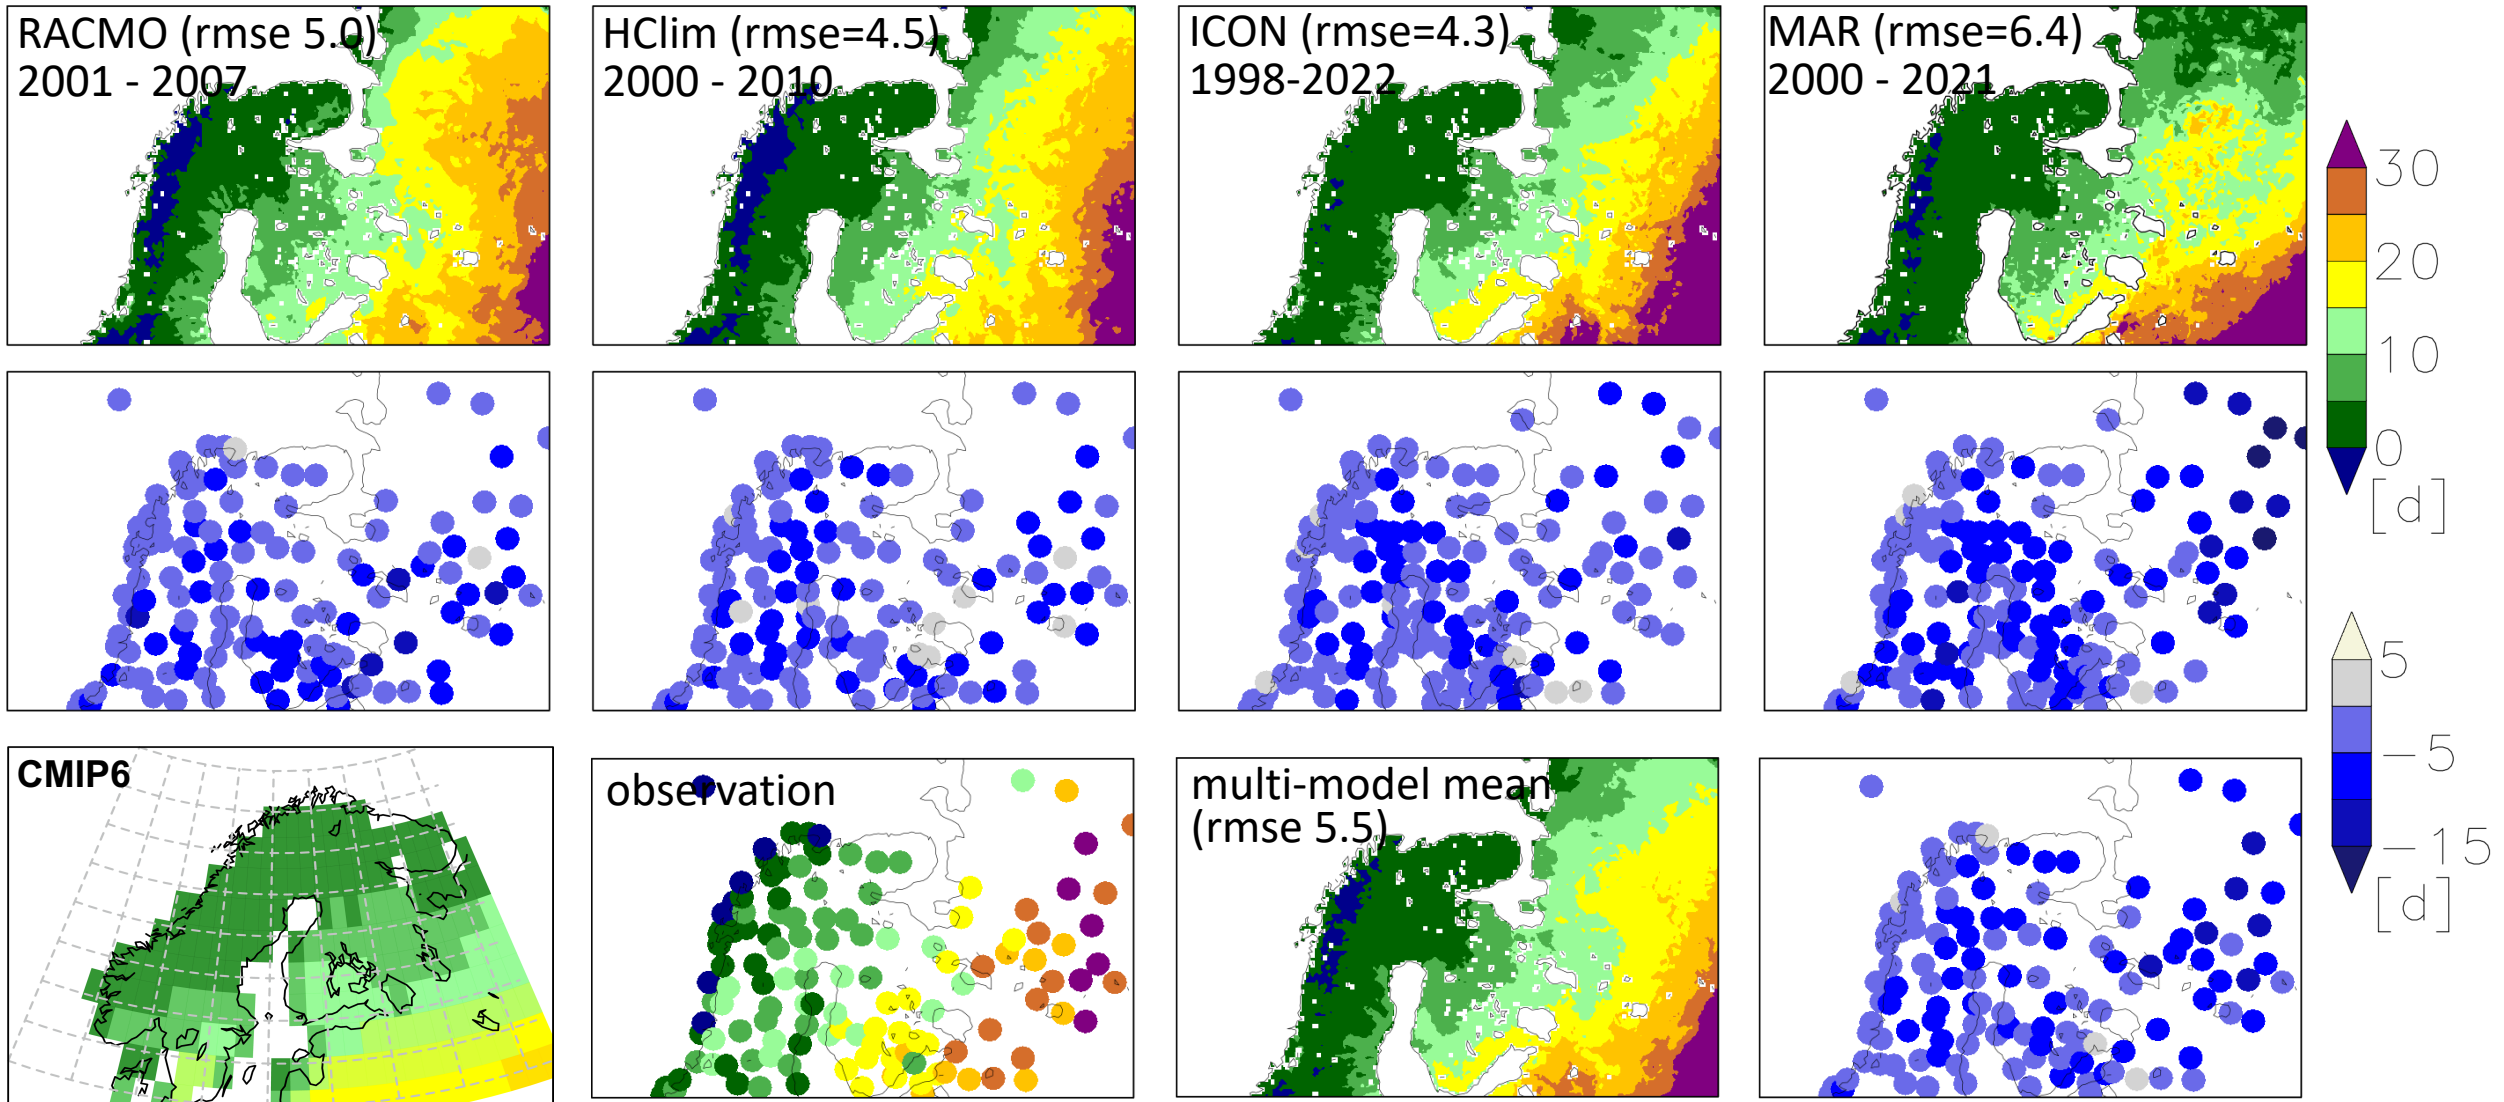 RACMO (rmse 5.0)
2001 - 2007
HClim (rmse=4.5)
2000 - 2010
ICON (rmse=4.3)
1998-2022
MAR (rmse=6.4)
2000 - 2021
30
20
10
0
[d]
5
-5
-15
[d]
CMIP6
observation
multi-model mean
(rmse 5.5)